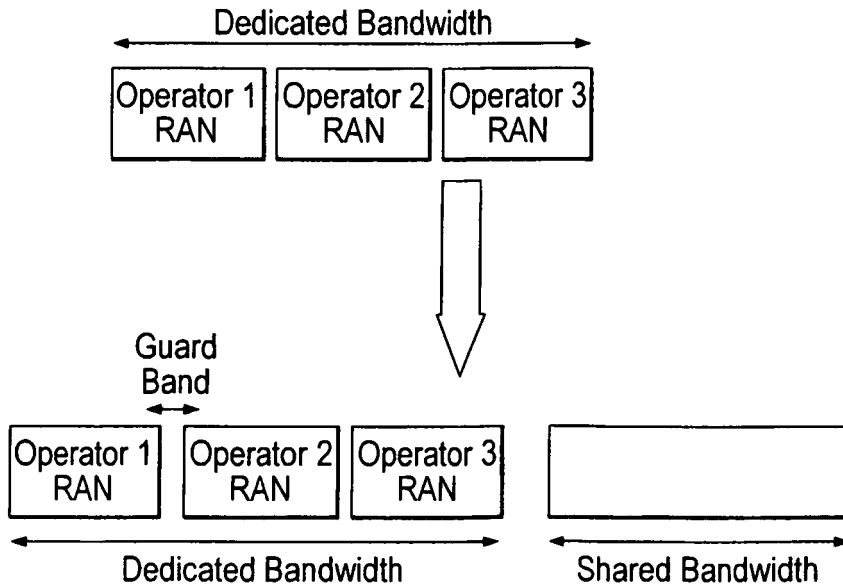 Dedicated Bandwidth
Operator 1
RAN
Operator 2
RAN
Operator 3
RAN
Guard
Band
Operator 1
RAN
Operator 2
RAN
Operator 3
RAN
Dedicated Bandwidth
Shared Bandwidth